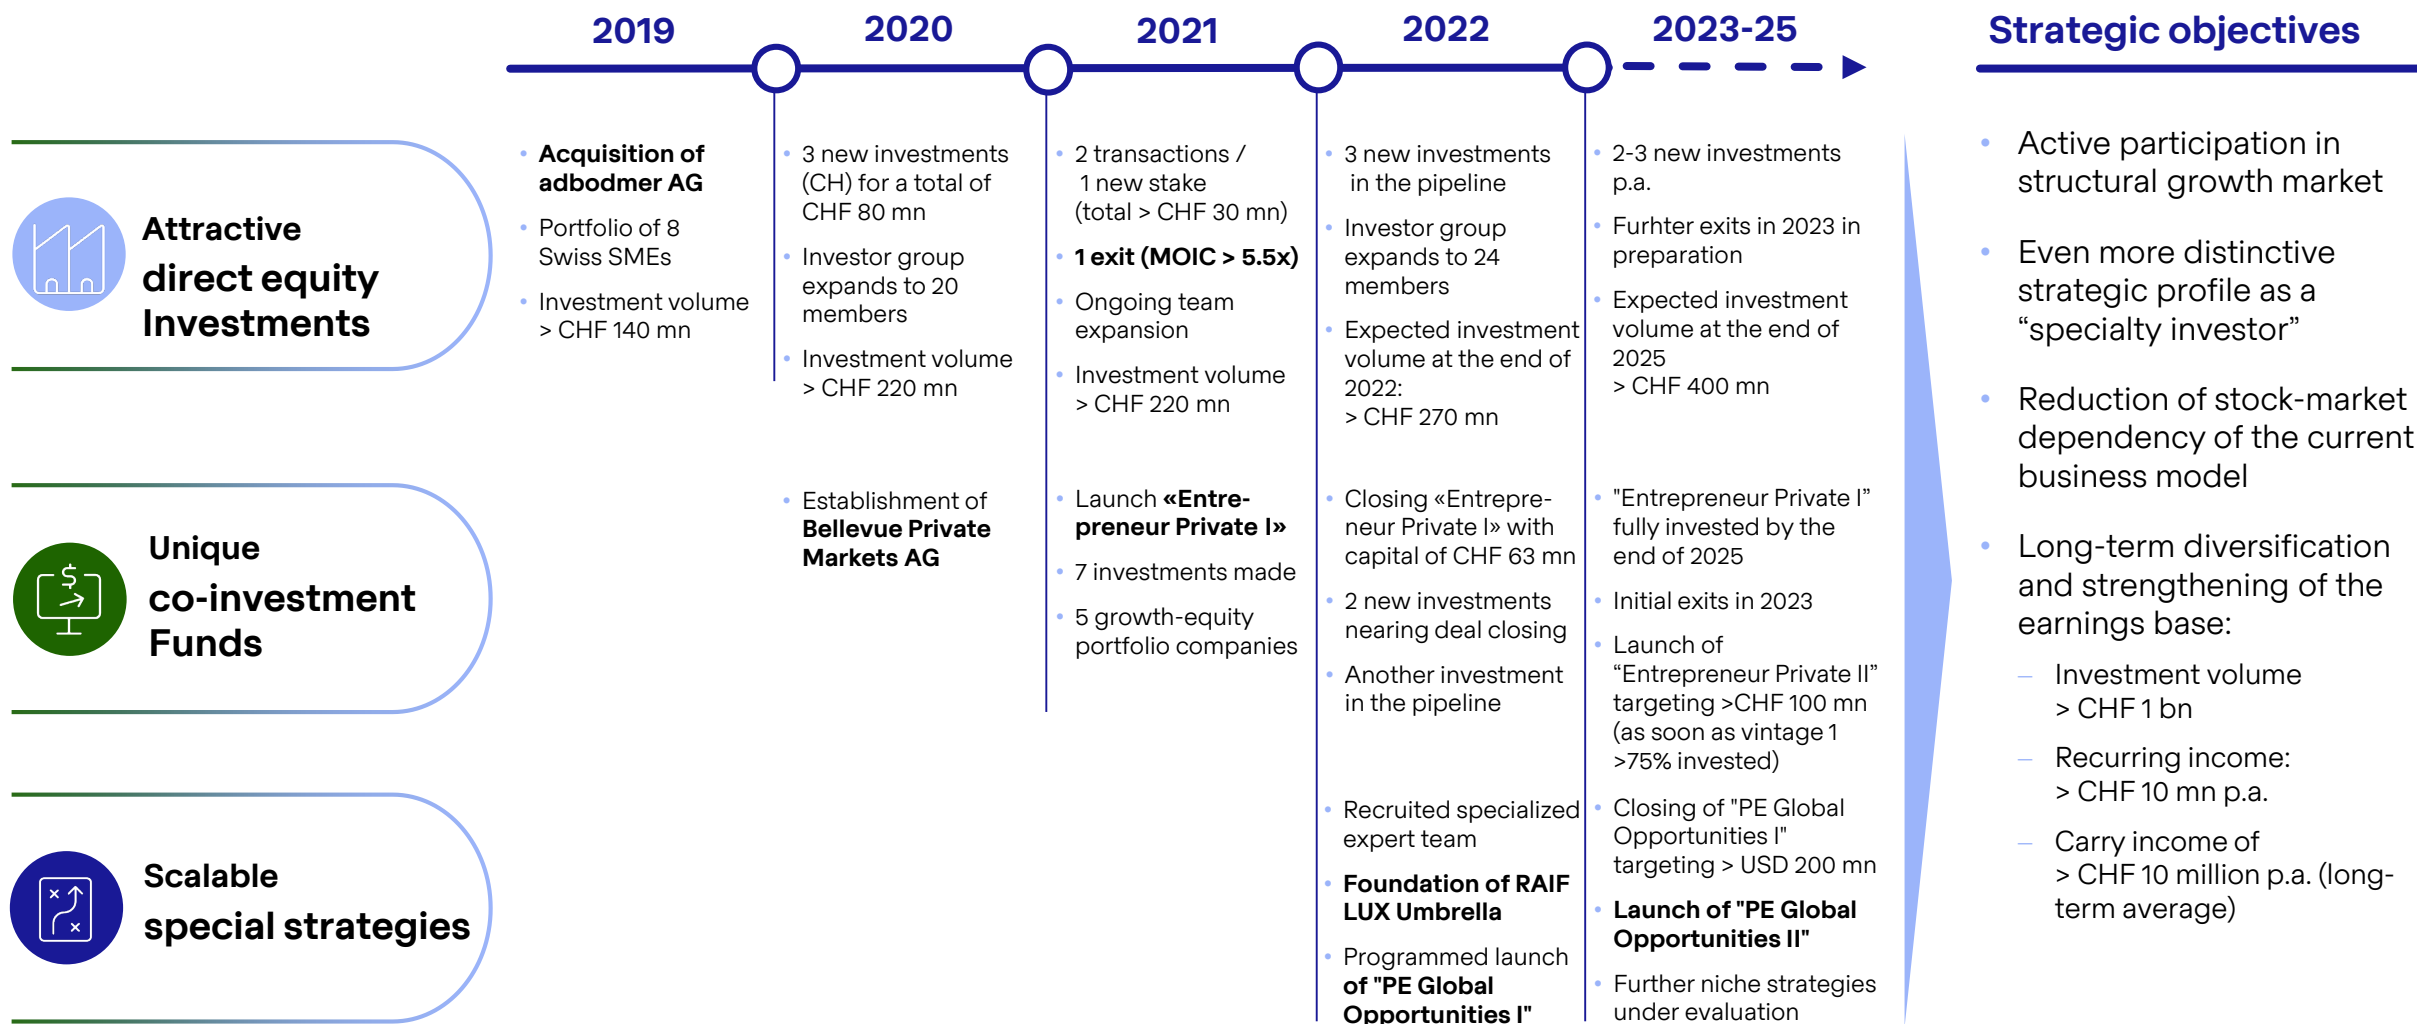 2019
2020
2021
2022
2023-25
Strategic objectives
Attractive
direct equity
Investments
• Acquisition of
adbodmer AG
• Portfolio of 8
Swiss SMEs
• Investment volume
> CHF 140 mn
• 3 new investments
(CH) for a total of
CHF 80 mn
• Investor group
expands to 20
members
• Investment volume
> CHF 220 mn
• 2 transactions /
1 new stake
(total > CHF 30 mn)
• 1 exit (MOIC > 5.5x)
• Ongoing team
expansion
• Investment volume
> CHF 220 mn
• 3 new investments
in the pipeline
• Investor group
expands to 24
members
• Expected investment
volume at the end of
2022:
> CHF 270 mn
• 2-3 new investments
p.a.
• Furhter exits in 2023 in
preparation
• Expected investment
volume at the end of
2025
> CHF 400 mn
Unique
co-investment
Funds
• Establishment of
Bellevue Private
Markets AG
• Launch «Entre-
preneur Private I»
• 7 investments made
• 5 growth-equity
portfolio companies
• Closing «Entrepre-
neur Private I» with
capital of CHF 63 mn
• 2 new investments
nearing deal closing
• Another investment
in the pipeline
• "Entrepreneur Private I”
fully invested by the
end of 2025
• Initial exits in 2023
• Launch of
“Entrepreneur Private II”
targeting >CHF 100 mn
(as soon as vintage 1
>75% invested)
Scalable
special strategies
• Recruited specialized
expert team
• Foundation of RAIF
LUX Umbrella
• Programmed launch
of "PE Global
Opportunities I"
• Closing of "PE Global
Opportunities I"
targeting > USD 200 mn
• Launch of "PE Global
Opportunities II"
• Further niche strategies
under evaluation
• Active participation in
structural growth market
• Even more distinctive
strategic profile as a
“specialty investor”
• Reduction of stock-market
dependency of the current
business model
• Long-term diversification
and strengthening of the
earnings base:
– Investment volume
> CHF 1 bn
– Recurring income:
> CHF 10 mn p.a.
– Carry income of
> CHF 10 million p.a. (long-
term average)